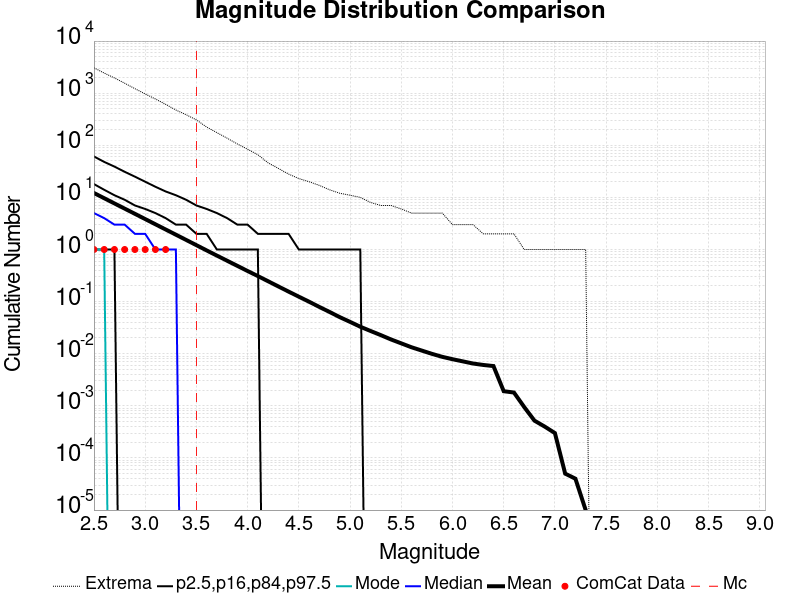 Magnitude Distribution Comparison
10^4
10^3
10^2
10^1
10^0
10^-1
10^-2
10^-3
10^-4
10^-5
Cumulative Number
2.5 3.0 3.5 4.0 4.5 5.0 5.5 6.0 6.5 7.0 7.5 8.0 8.5 9.0
Magnitude
Extrema p2.5,p16,p84,p97.5 Mode Median Mean ComCat Data Mc